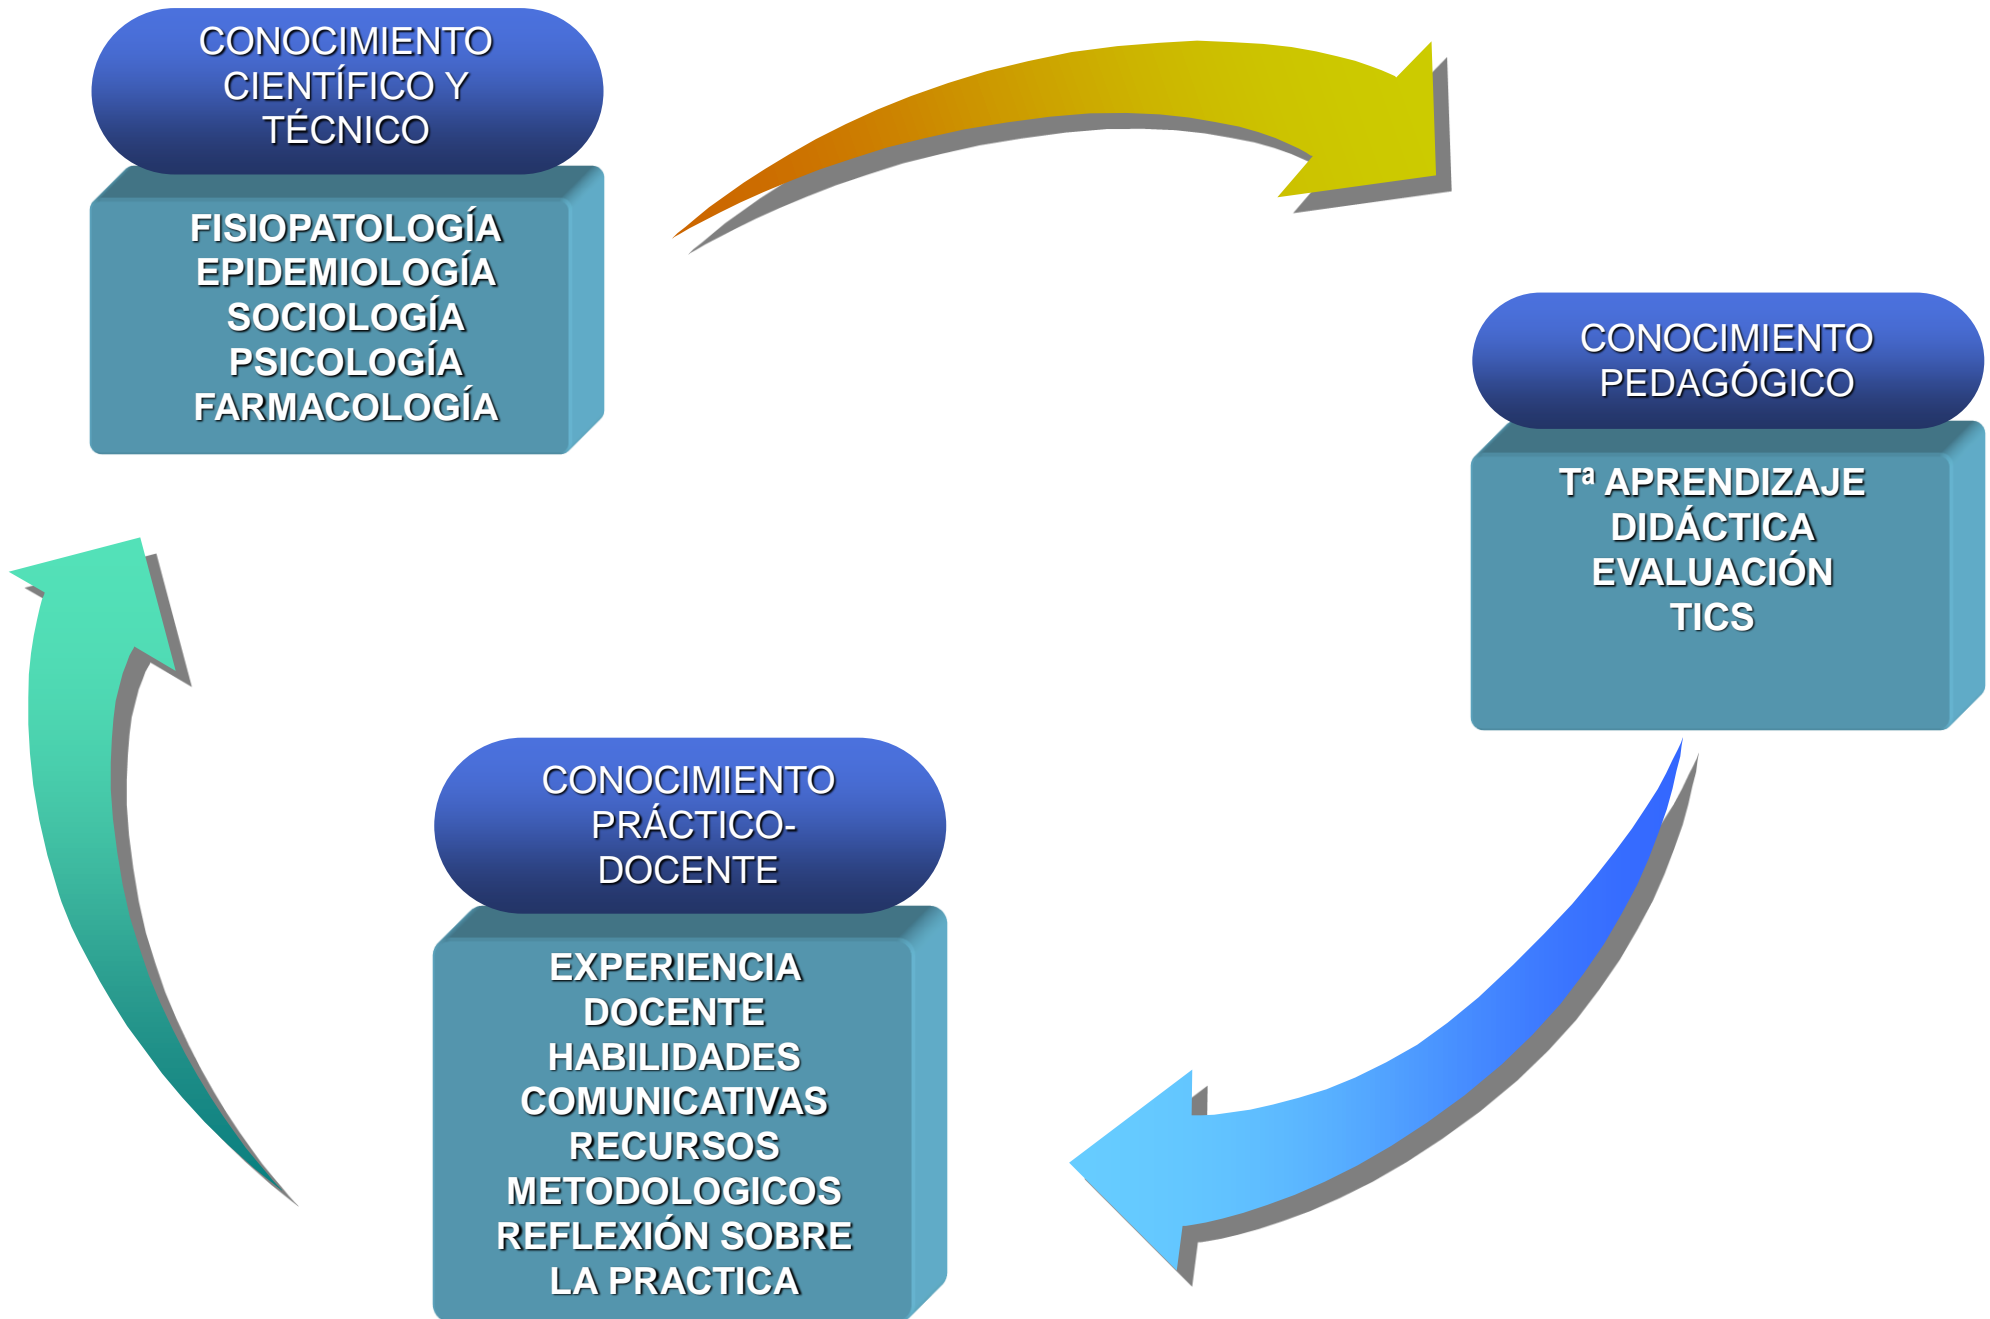 CONOCIMIENTO
CIENTÍFICO Y
TÉCNICO
FISIOPATOLOGÍA
EPIDEMIOLOGÍA
SOCIOLOGÍA
PSICOLOGÍA
FARMACOLOGÍA
CONOCIMIENTO
PEDAGÓGICO
Tª APRENDIZAJE
DIDÁCTICA
EVALUACIÓN
TICS
CONOCIMIENTO
PRÁCTICO-
DOCENTE
EXPERIENCIA
DOCENTE
HABILIDADES
COMUNICATIVAS
RECURSOS
METODOLOGICOS
REFLEXIÓN SOBRE
LA PRACTICA